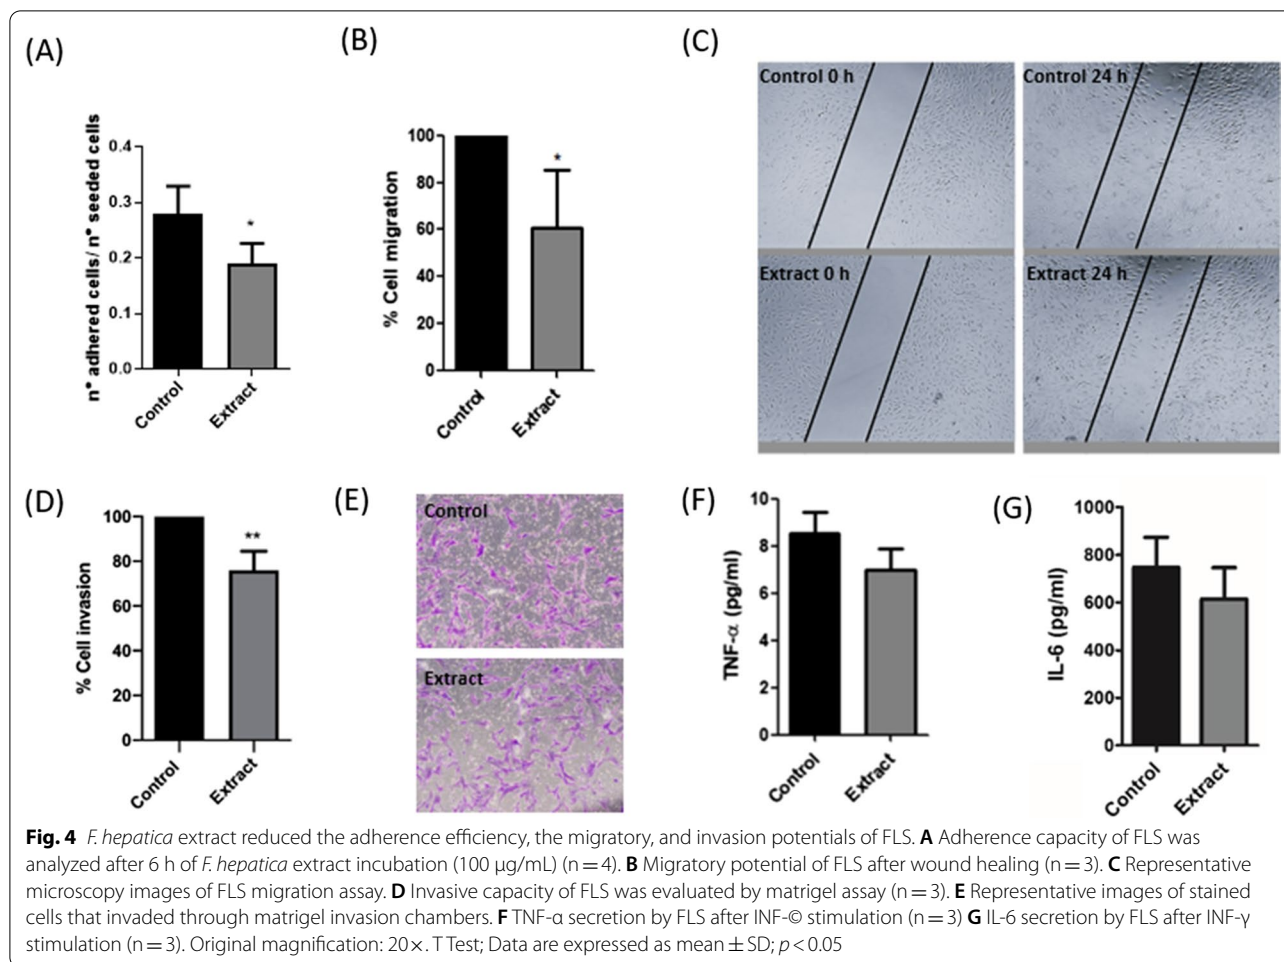 (A)
n° adhered cells/ n° seeded cells
0.4
0.3
0.2
0.1
0.0
*
Control
Extract
(B)
% Cell migration
100
80
60
40
20
0
*
Control
Extract
(C)
Control 0 h
Control 24 h
Extract 0 h
Extract 24 h
(D)
% Cell invasion
100
80
60
40
20
0
**
Control
Extract
(E)
Control
Extract
(F)
TNF-α (pg/ml)
10
8
6
4
2
0
Control
Extract
(G)
IL-6 (pg/ml)
1000
800
600
400
200
0
Control
Extract
Fig. 4 F. hepatica extract reduced the adherence efficiency, the migratory, and invasion potentials of FLS. A Adherence capacity of FLS was
analyzed after 6 h of F. hepatica extract incubation (100 µg/mL) (n = 4). B Migratory potential of FLS after wound healing (n = 3). C Representative
microscopy images of FLS migration assay. D Invasive capacity of FLS was evaluated by matrigel assay (n = 3). E Representative images of stained
cells that invaded through matrigel invasion chambers. F TNF-α secretion by FLS after INF-© stimulation (n = 3) G IL-6 secretion by FLS after INF-γ
stimulation (n = 3). Original magnification: 20×. T Test; Data are expressed as mean ± SD; p < 0.05